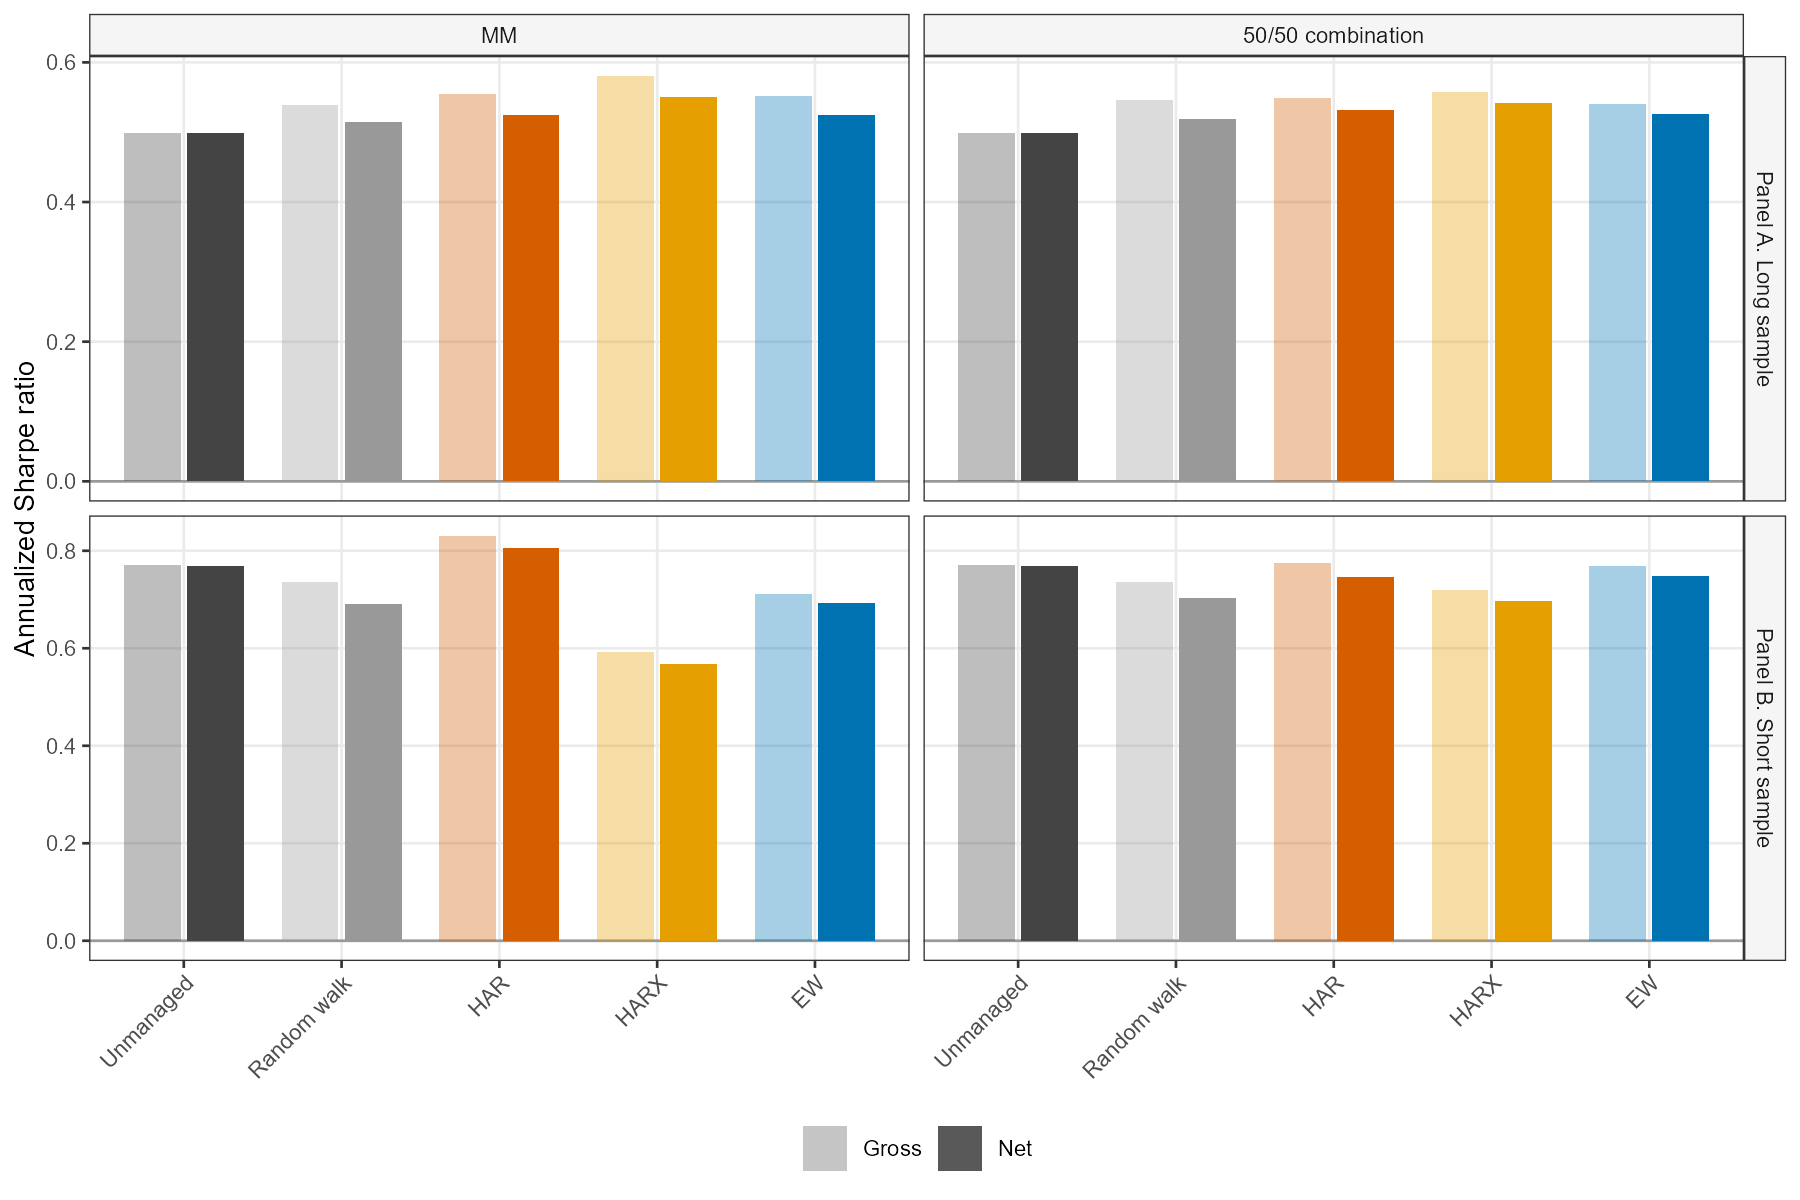 MM
50/50 combination
Annualized Sharpe ratio
0.6
0.4
0.2
0.0
Panel A. Long sample
0.8
0.6
0.4
0.2
0.0
Panel B. Short sample
Unmanaged
Random walk
HAR
HARX
EW
Unmanaged
Random walk
HAR
HARX
EW
Gross
Net